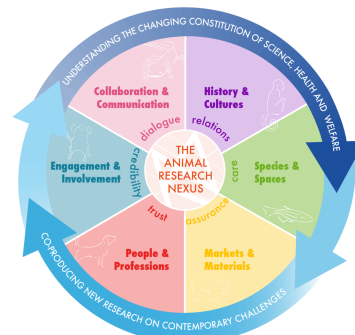 UNDERSTANDING THE CHANGING CONSTITUTION OF SCIENCE, HEALTH AND WELFARE
Collaboration &
Communication
History &
Cultures
dialogue
relations
Engagement &
Involvement
credibility
THE
ANIMAL
RESEARCH
NEXUS
care
Species &
Spaces
trust
assurance
People &
Professions
Markets &
Materials
CO-PRODUCING NEW RESEARCH ON CONTEMPORARY CHALLENGES